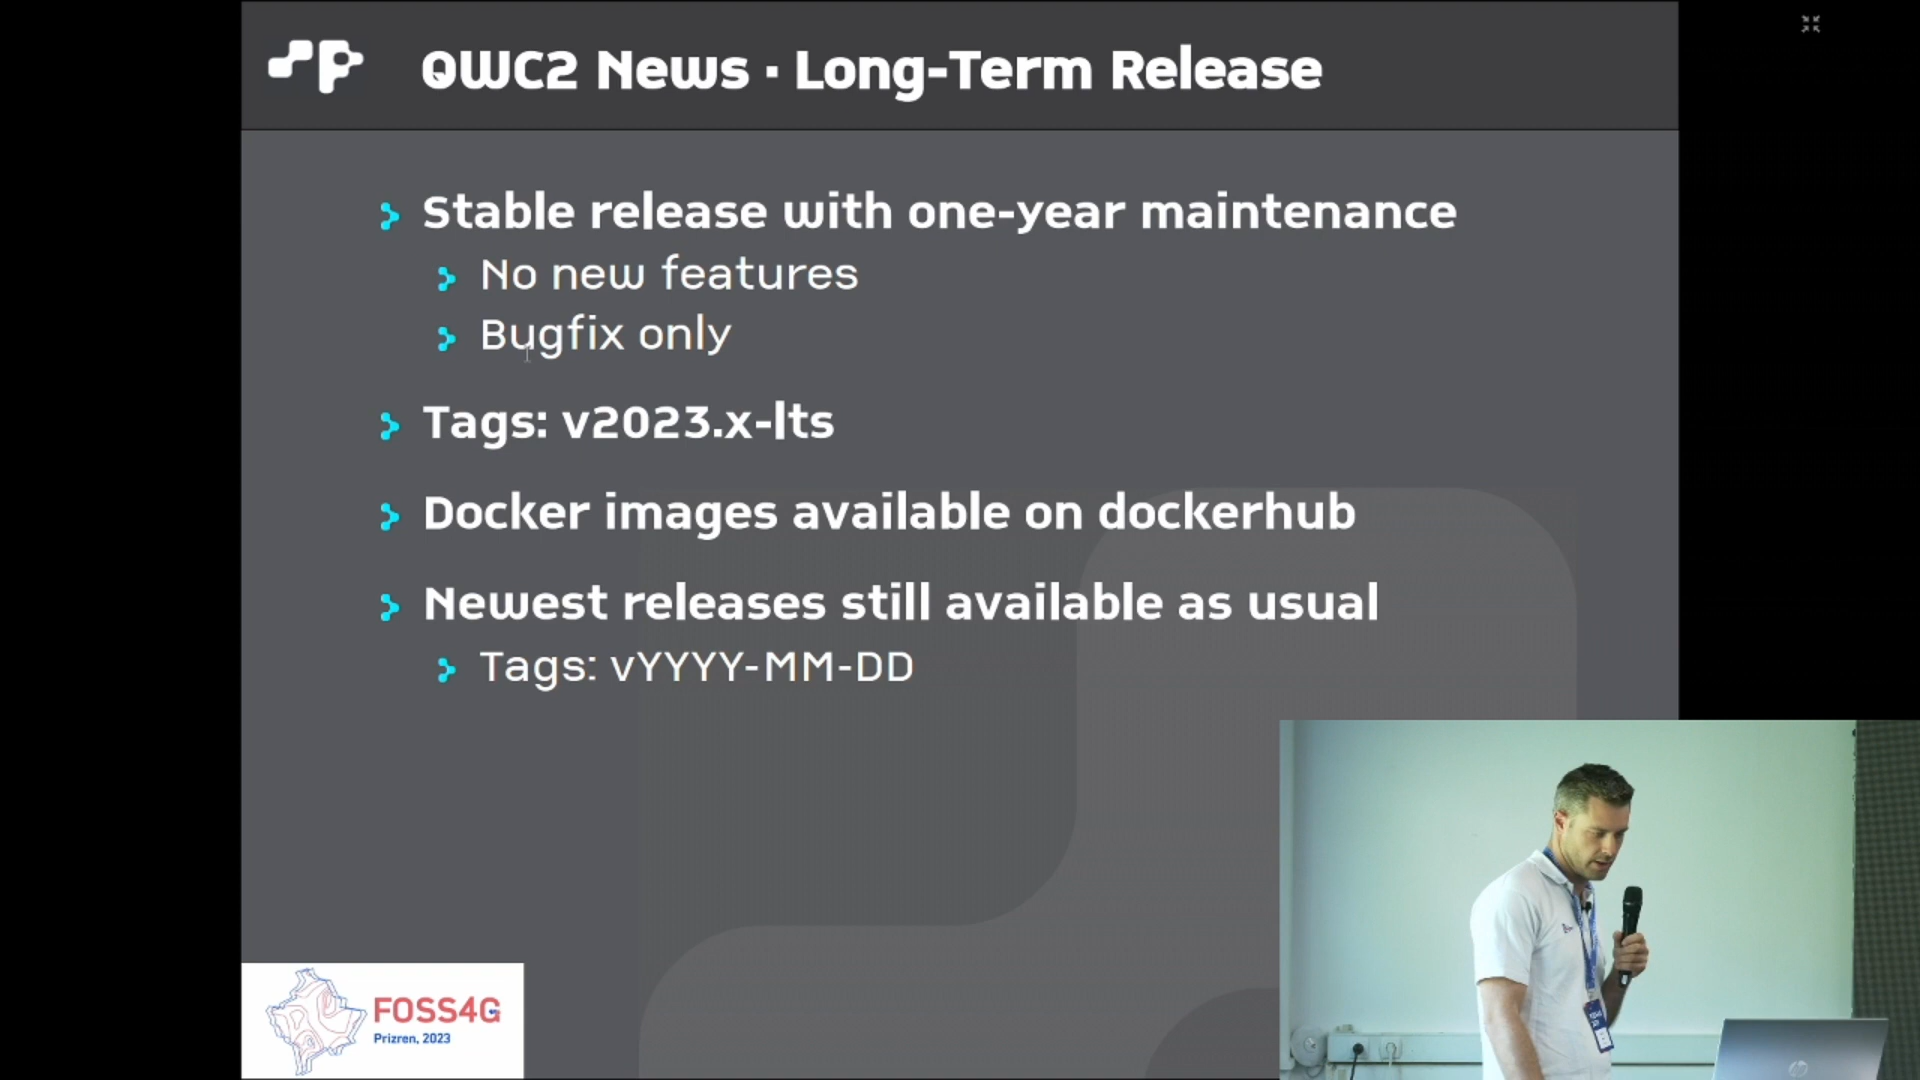 QWC2 News · Long-Term Release
Stable release with one-year maintenance
No new features
Bugfix only
Tags: v2023.x-lts
Docker images available on dockerhub
Newest releases still available as usual
Tags: vYYYY-MM-DD
FOSS4G
Prizren, 2023
hp